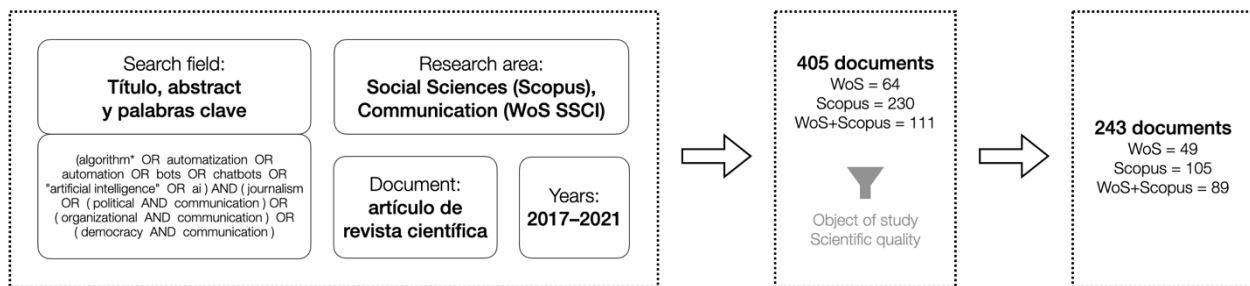 Search field:
Título, abstract
y palabras clave
(algorithm* OR automatization OR
automation OR bots OR chatbots OR
"artificial intelligence" OR ai ) AND ( journalism
OR ( political AND communication ) OR
( organizational AND communication ) OR
( democracy AND communication )
Research area:
Social Sciences (Scopus),
Communication (WoS SSCI)
Document:
artículo de
revista científica
Years:
2017–2021
405 documents
WoS = 64
Scopus = 230
WoS+Scopus = 111
Object of study
Scientific quality
243 documents
WoS = 49
Scopus = 105
WoS+Scopus = 89